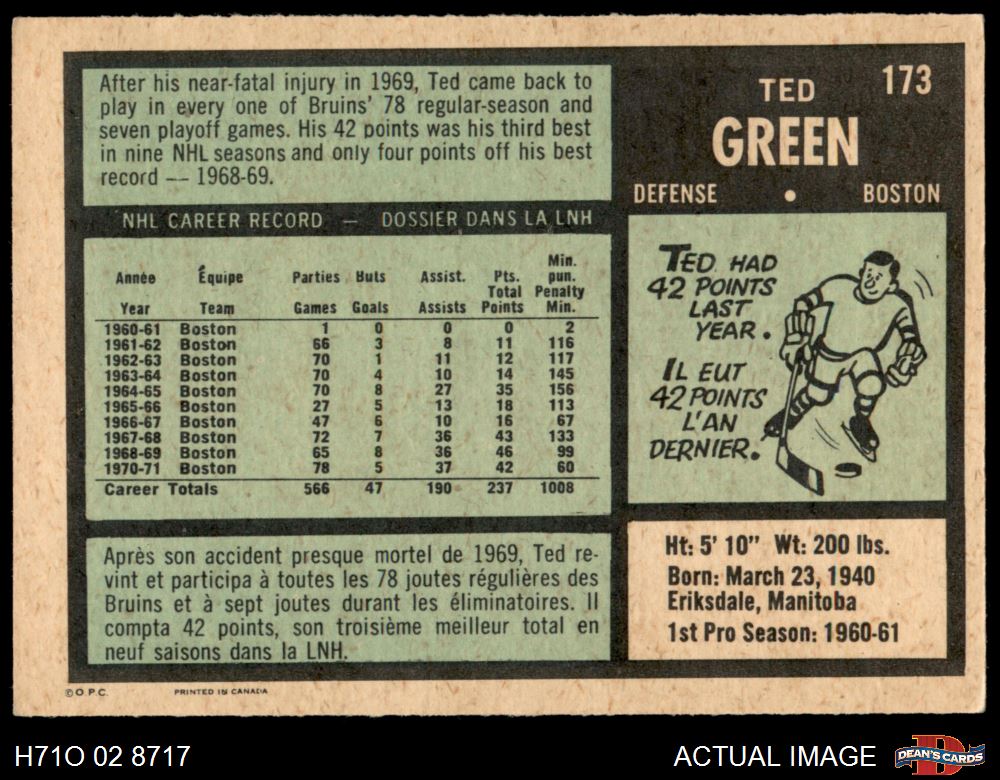 After his near-fatal injury in 1969, Ted came back to
play in every one of Bruins' 78 regular-season and
seven playoff games. His 42 points was his third best
in nine NHL seasons and only four points off his best
record — 1968-69.
NHL CAREER RECORD — DOSSIER DANS LA LNH
Année Équipe Parties Buts Assist. Pts. Min. pun.
Year Team Games Goals Assists Total Points Penalty Min.
1960-61 Boston 1 0 0 0 2
1961-62 Boston 66 3 8 11 116
1962-63 Boston 70 1 11 12 117
1963-64 Boston 70 4 10 14 145
1964-65 Boston 70 8 27 35 156
1965-66 Boston 27 5 13 18 113
1966-67 Boston 47 6 10 16 67
1967-68 Boston 72 7 36 43 133
1968-69 Boston 65 8 36 46 99
1970-71 Boston 78 5 37 42 60
Career Totals 566 47 190 237 1008
Après son accident presque mortel de 1969, Ted re-
vint et participa à toutes les 78 joutes régulières des
Bruins et à sept joutes durant les éliminatoires. Il
compta 42 points, son troisième meilleur total en
neuf saisons dans la LNH.
©O.P.C. PRINTED IN CANADA
173
TED
GREEN
DEFENSE • BOSTON
TED HAD
42 POINTS
LAST
YEAR.
IL EUT
42 POINTS
L'AN
DERNIER.
Ht: 5' 10" Wt: 200 lbs.
Born: March 23, 1940
Eriksdale, Manitoba
1st Pro Season: 1960-61
H71O 02 8717
ACTUAL IMAGE
D
DEAN'S CARDS